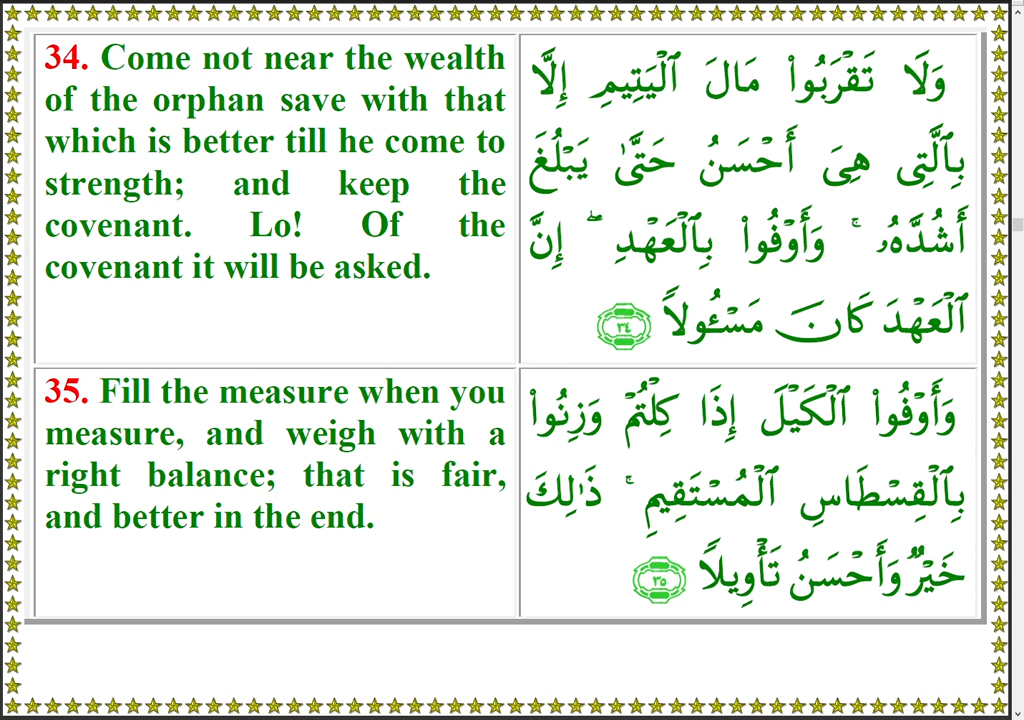 34. Come not near the wealth
of the orphan save with that
which is better till he come to
strength; and keep the
covenant. Lo! Of the
covenant it will be asked.
وَلَا تَقْرَبُوا۟ مَالَ ٱلْيَتِيمِ إِلَّا
بِٱلَّتِى هِىَ أَحْسَنُ حَتَّىٰ يَبْلُغَ
أَشُدَّهُۥ ۚ وَأَوْفُوا۟ بِٱلْعَهْدِ ۖ إِنَّ
ٱلْعَهْدَ كَانَ مَسْـُٔولًا ٣٤
35. Fill the measure when you
measure, and weigh with a
right balance; that is fair,
and better in the end.
وَأَوْفُوا۟ ٱلْكَيْلَ إِذَا كِلْتُمْ وَزِنُوا۟
بِٱلْقِسْطَاسِ ٱلْمُسْتَقِيمِ ۚ ذَٰلِكَ
خَيْرٌ وَأَحْسَنُ تَأْوِيلًا ٣٥